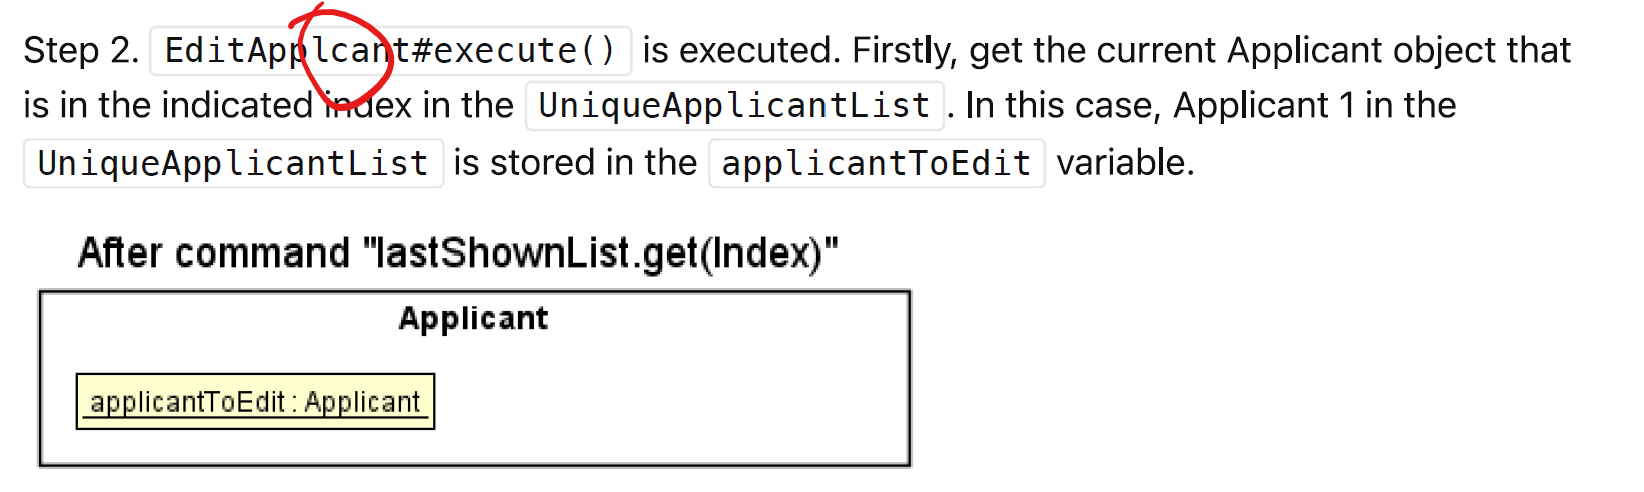 Step 2. EditApplcant#execute() is executed. Firstly, get the current Applicant object that
is in the indicated index in the UniqueApplicantList. In this case, Applicant 1 in the
UniqueApplicantList is stored in the applicantToEdit variable.
After command "lastShownList.get(Index)"
Applicant
applicantToEdit : Applicant